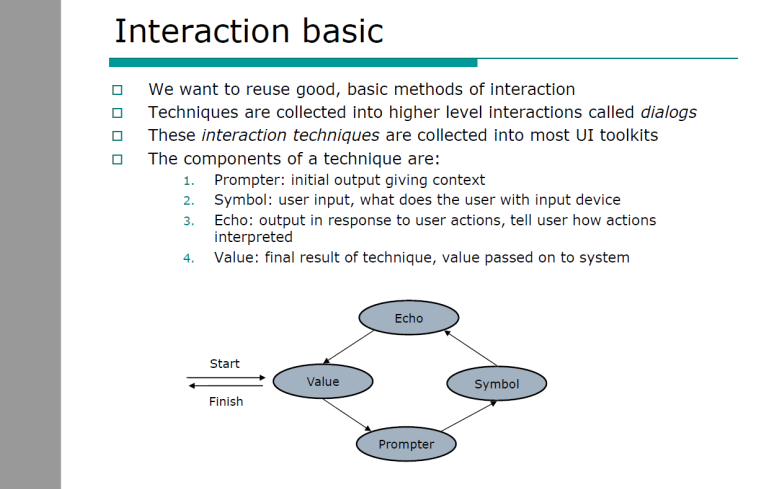 Interaction basic
We want to reuse good, basic methods of interaction
Techniques are collected into higher level interactions called dialogs
These interaction techniques are collected into most UI toolkits
The components of a technique are:
1. Prompter: initial output giving context
2. Symbol: user input, what does the user with input device
3. Echo: output in response to user actions, tell user how actions
interpreted
4. Value: final result of technique, value passed on to system
Echo
Start
Value
Symbol
Finish
Prompter